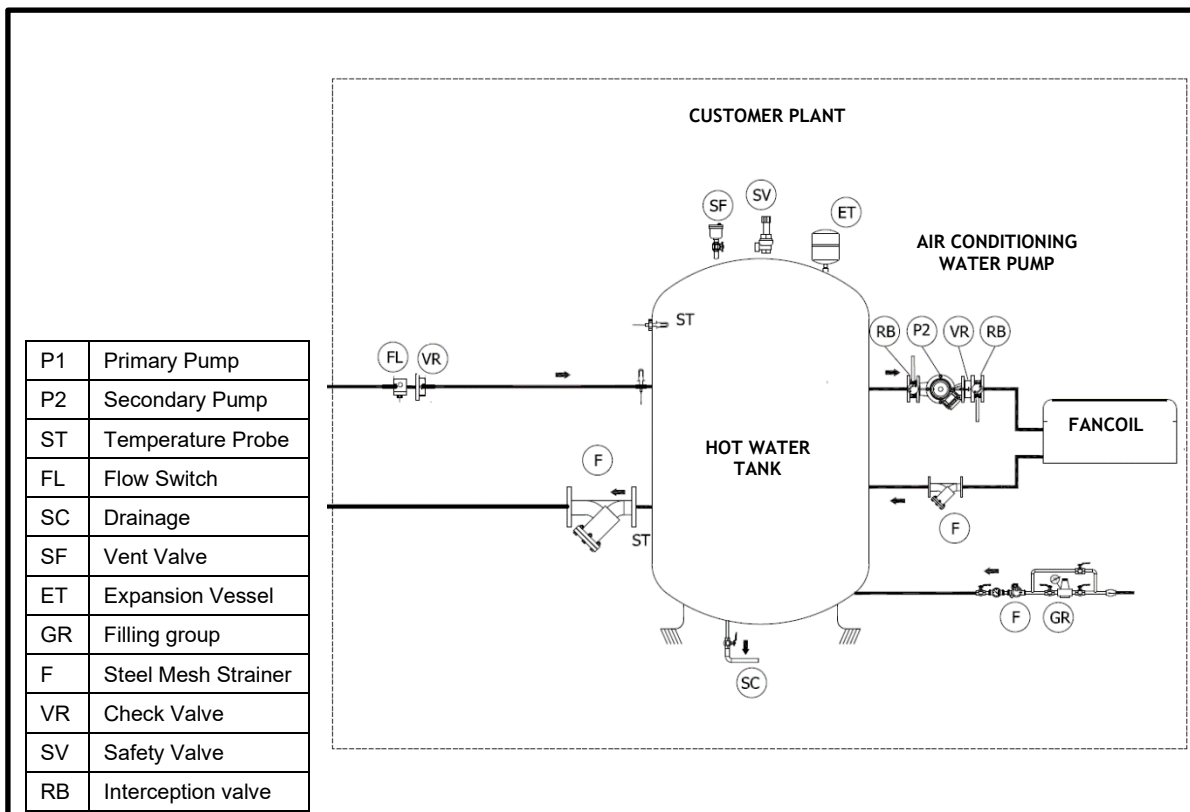 CUSTOMER PLANT
SF
SV
ET
AIR CONDITIONING
WATER PUMP
ST
RB
P2
VR
RB
FL
VR
FANCOIL
HOT WATER
TANK
F
ST
F
F
GR
SC
P1 Primary Pump
P2 Secondary Pump
ST Temperature Probe
FL Flow Switch
SC Drainage
SF Vent Valve
ET Expansion Vessel
GR Filling group
F Steel Mesh Strainer
VR Check Valve
SV Safety Valve
RB Interception valve